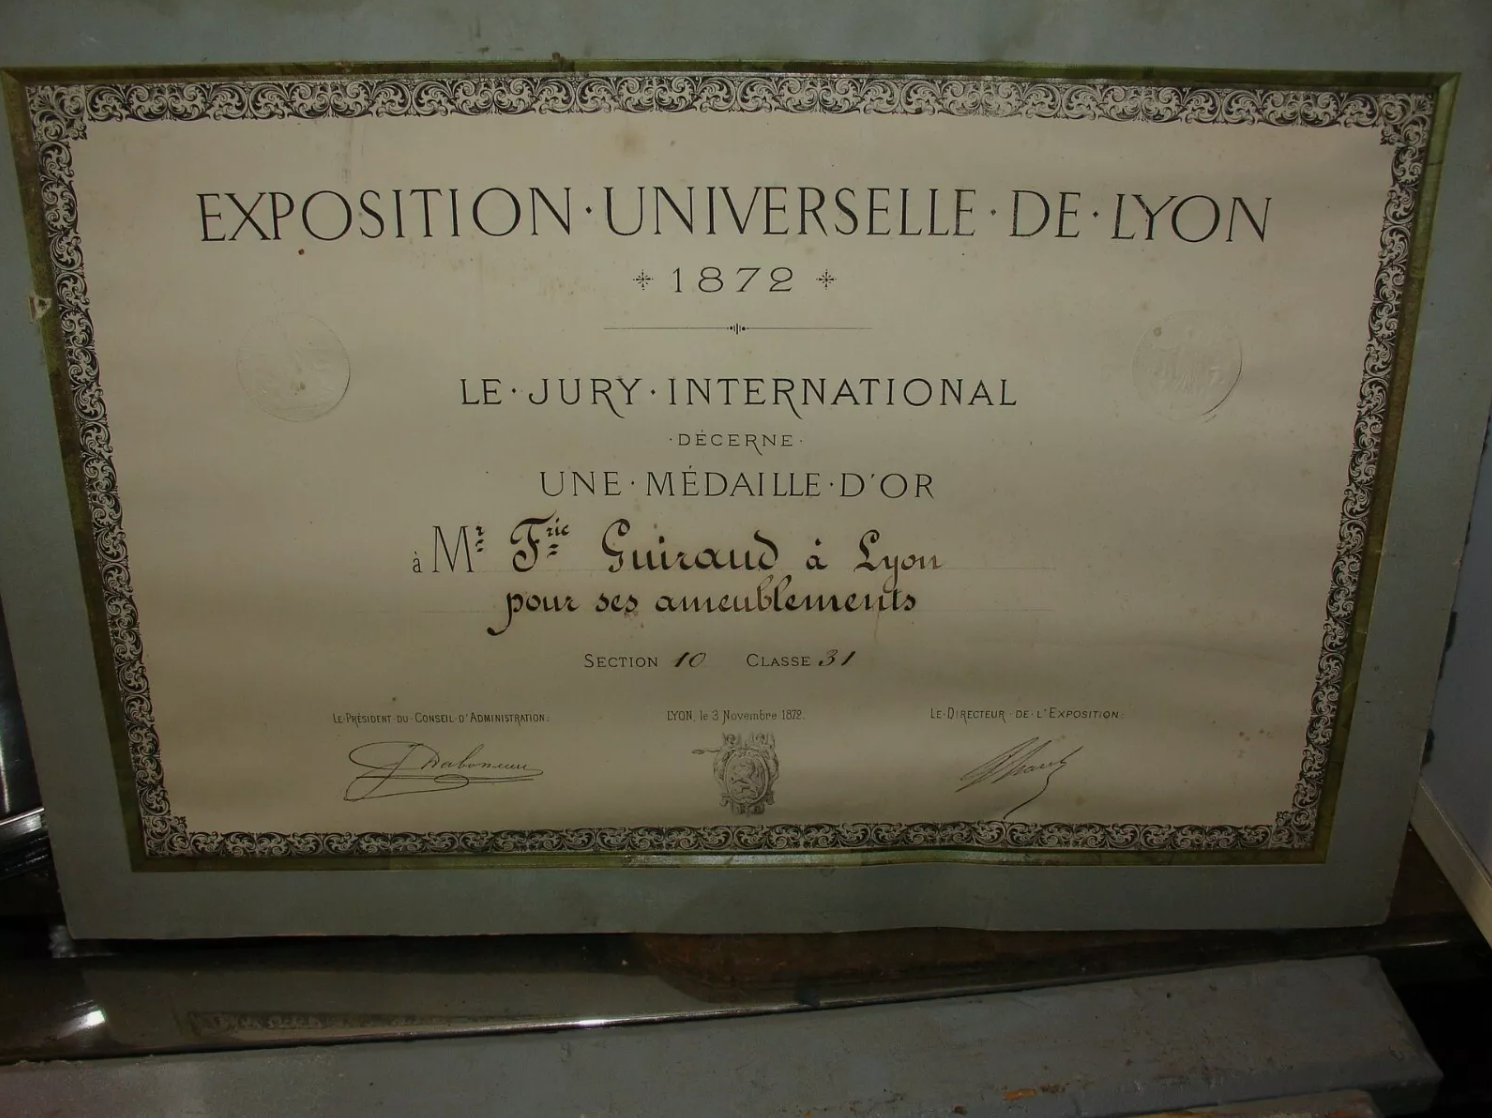 EXPOSITION·UNIVERSELLE·DE·LYON
1872
LE·JURY·INTERNATIONAL
·DÉCERNE·
UNE·MÉDAILLE·D'OR
à Mr Fric Guiraud à Lyon
pour ses ameublements
SECTION 10 CLASSE 31
LE·PRÉSIDENT·DU·CONSEIL·D'ADMINISTRATION: LYON, le 3 Novembre 1872. LE·DIRECTEUR·DE·L'EXPOSITION: